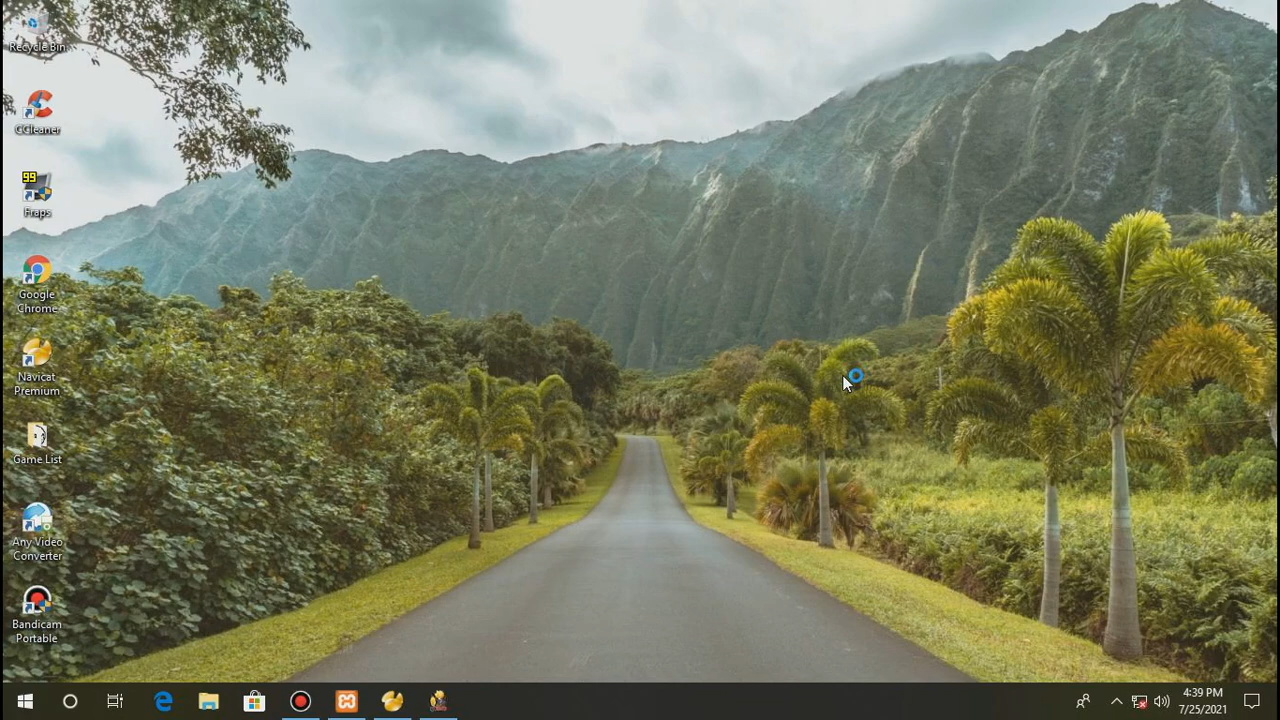 Recycle Bin
CCleaner
99
Fraps
Google
Chrome
Navicat
Premium
Game List
Any Video
Converter
Bandicam
Portable
4:39 PM
7/25/2021